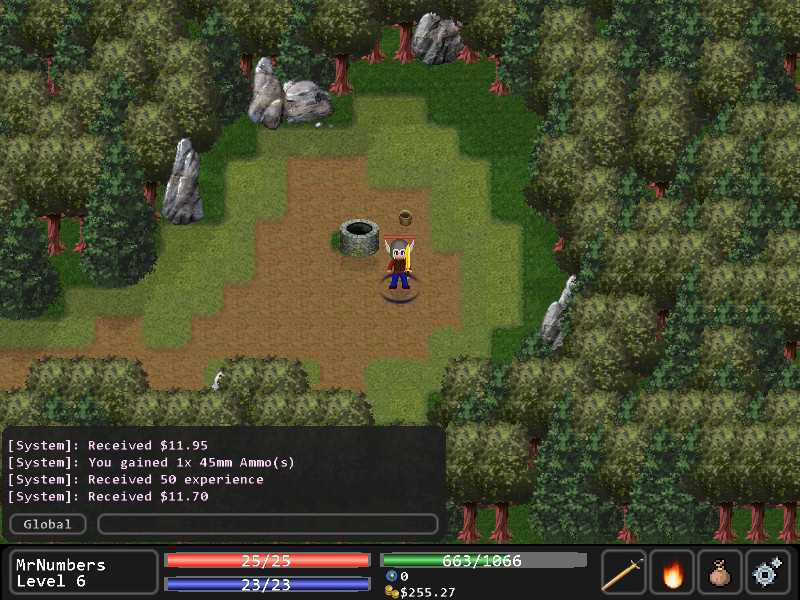 [System]: Received $11.95
[System]: You gained 1x 45mm Ammo(s)
[System]: Received 50 experience
[System]: Received $11.70
Global
MrNumbers
Level 6
25/25
23/23
663/1066
0
$255.27